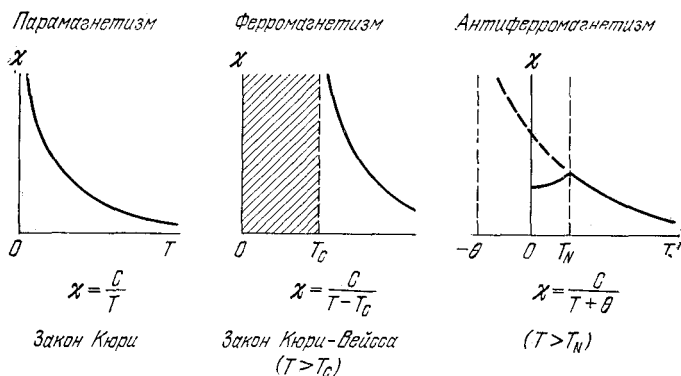 Парамагнетизм
Ферромагнетизм
Антиферромагнетизм
ϰ
ϰ
ϰ
0
T
0
T_C
−θ
0
T_N
T
ϰ = C/T
ϰ = C/(T − T_C)
ϰ = C/(T + θ)
Закон Кюри
Закон Кюри-Вейсса
(T > T_C)
(T > T_N)